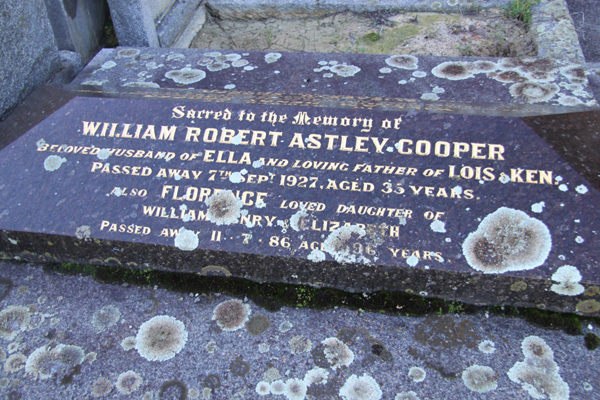 Sacred to the Memory of
WILLIAM ROBERT ASTLEY-COOPER
BELOVED HUSBAND OF ELLA AND LOVING FATHER OF LOIS & KEN.
PASSED AWAY 7TH SEPT 1927, AGED 35 YEARS.
ALSO FLORENCE LOVED DAUGHTER OF
WILLIAM HENRY & ELIZABETH
PASSED AWAY 11 86 AGED YEARS